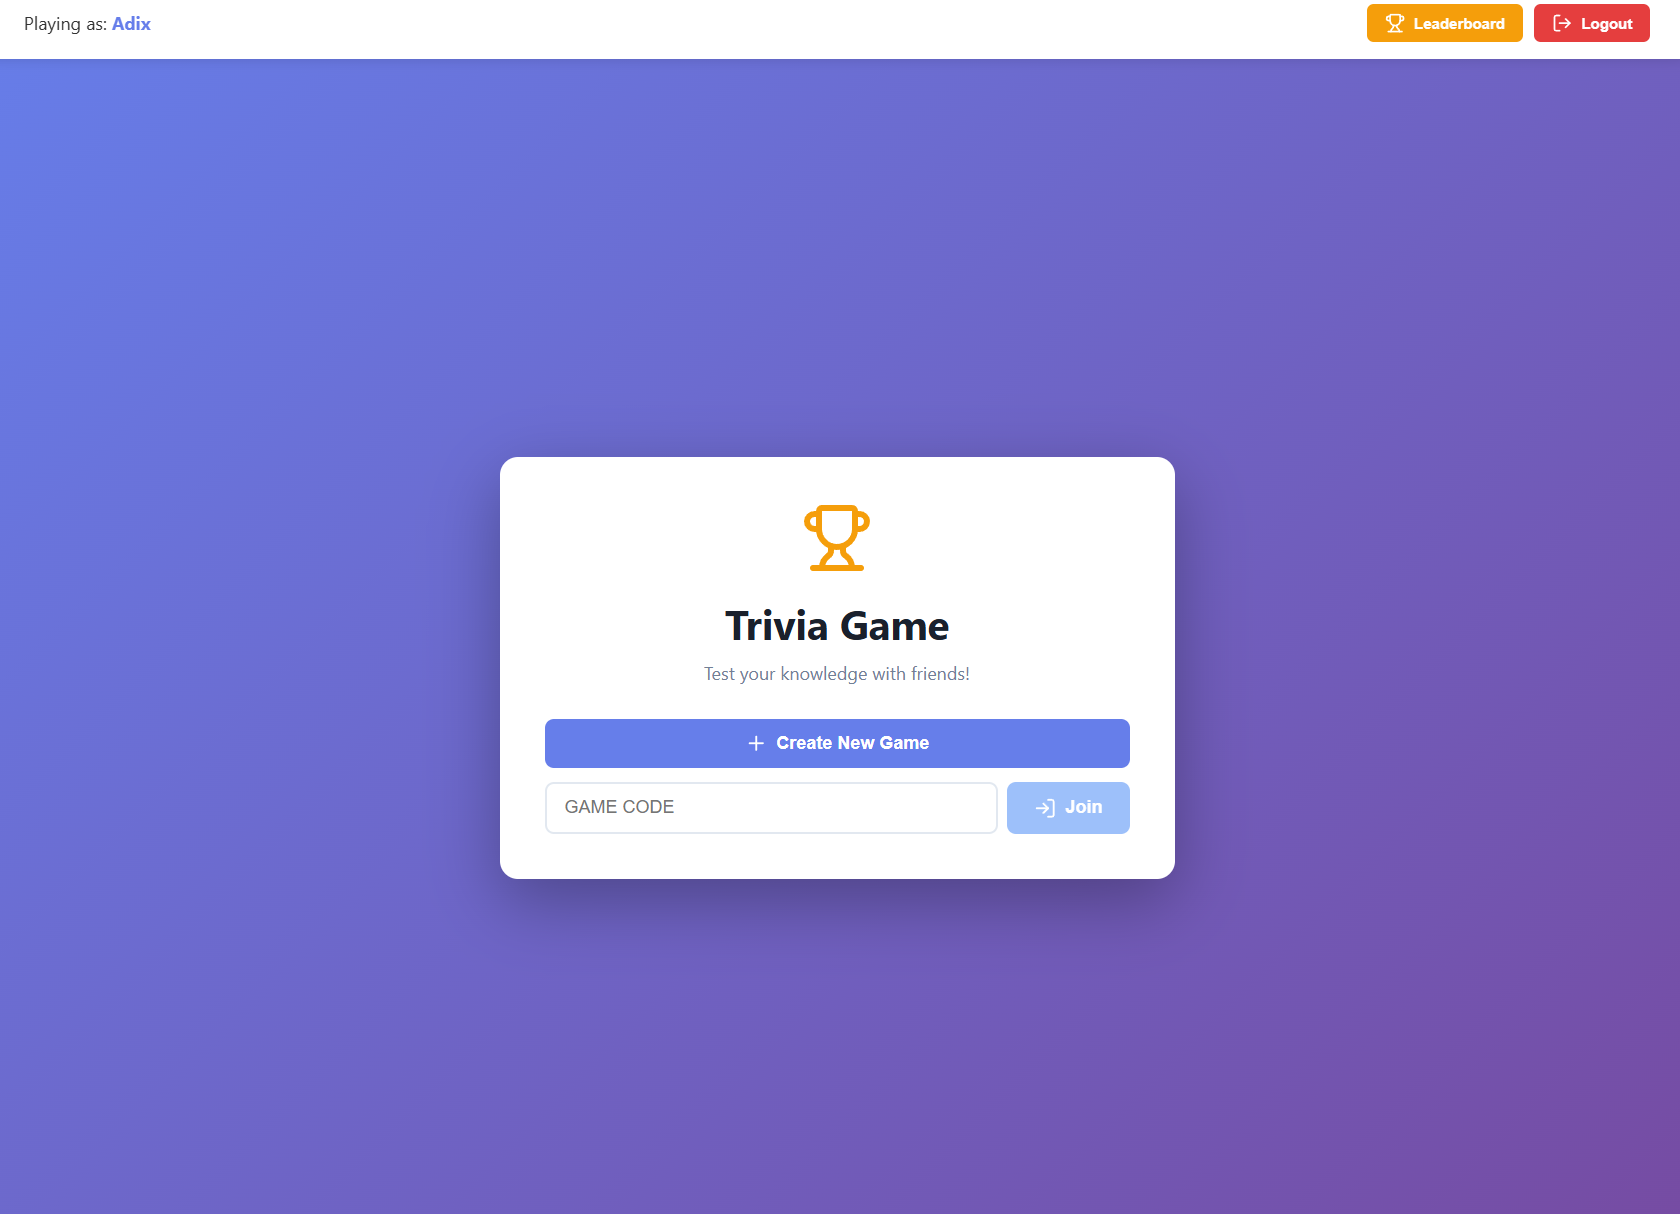 Playing as: Adix
Leaderboard
Logout
Trivia Game
Test your knowledge with friends!
Create New Game
GAME CODE
Join